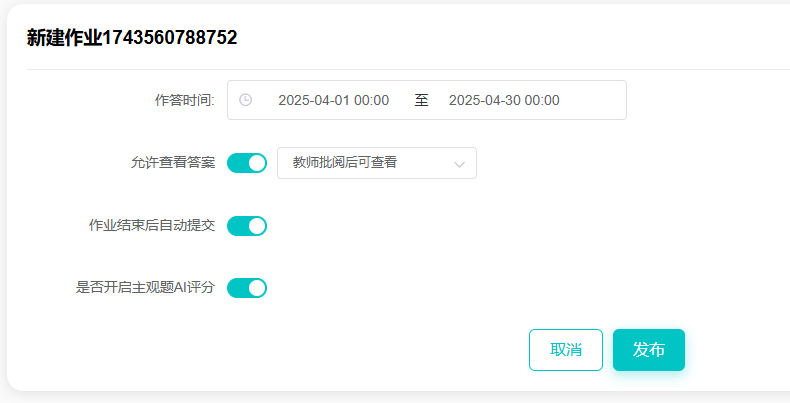 新建作业1743560788752
作答时间: 2025-04-01 00:00 至 2025-04-30 00:00
允许查看答案 教师批阅后可查看
作业结束后自动提交
是否开启主观题AI评分
取消 发布